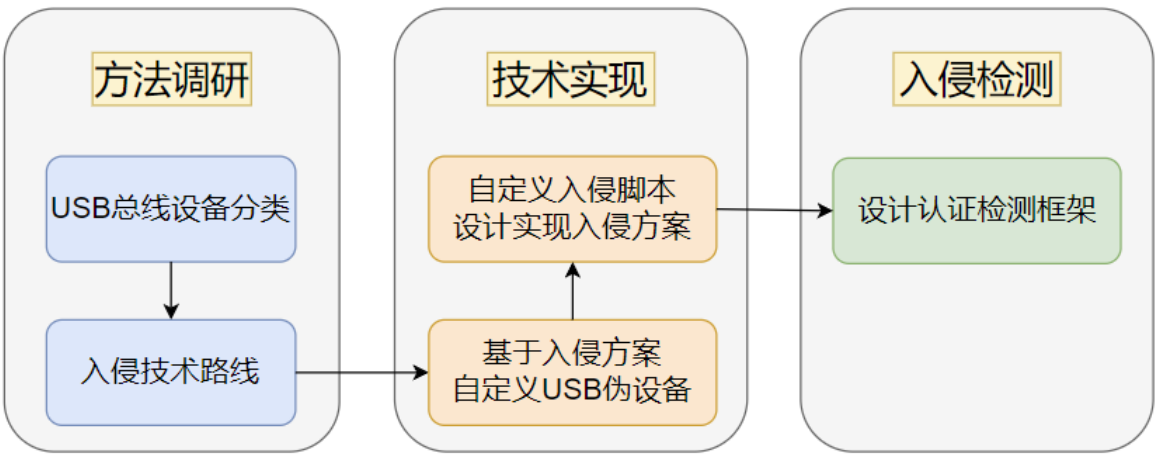 方法调研
USB总线设备分类
入侵技术路线
技术实现
自定义入侵脚本
设计实现入侵方案
基于入侵方案
自定义USB伪设备
入侵检测
设计认证检测框架